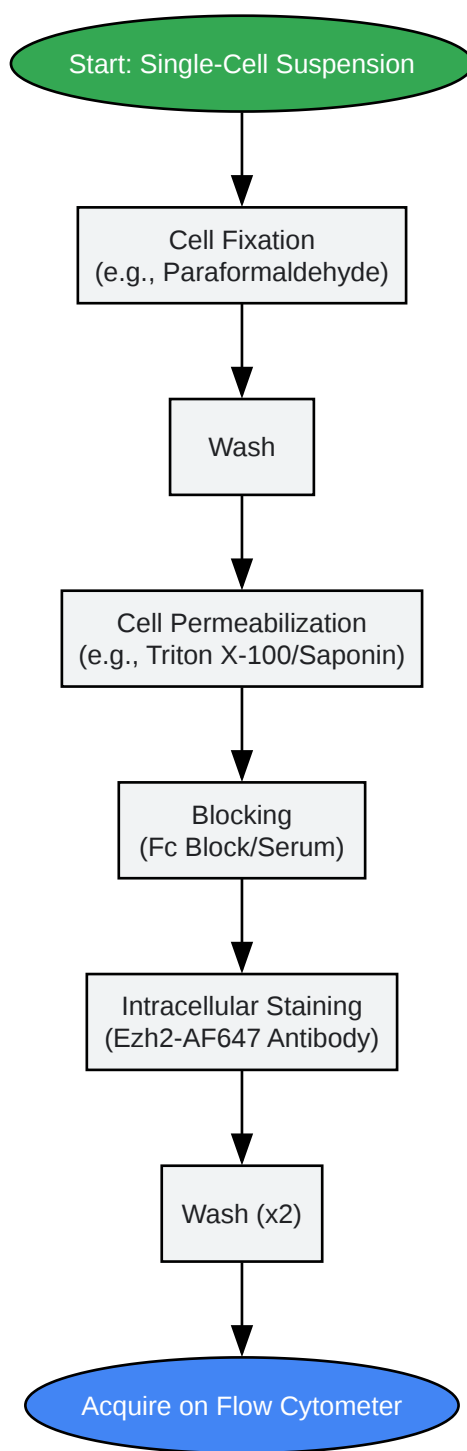 Start: Single-Cell Suspension
Cell Fixation
(e.g., Paraformaldehyde)
Wash
Cell Permeabilization
(e.g., Triton X-100/Saponin)
Blocking
(Fc Block/Serum)
Intracellular Staining
(Ezh2-AF647 Antibody)
Wash (x2)
Acquire on Flow Cytometer